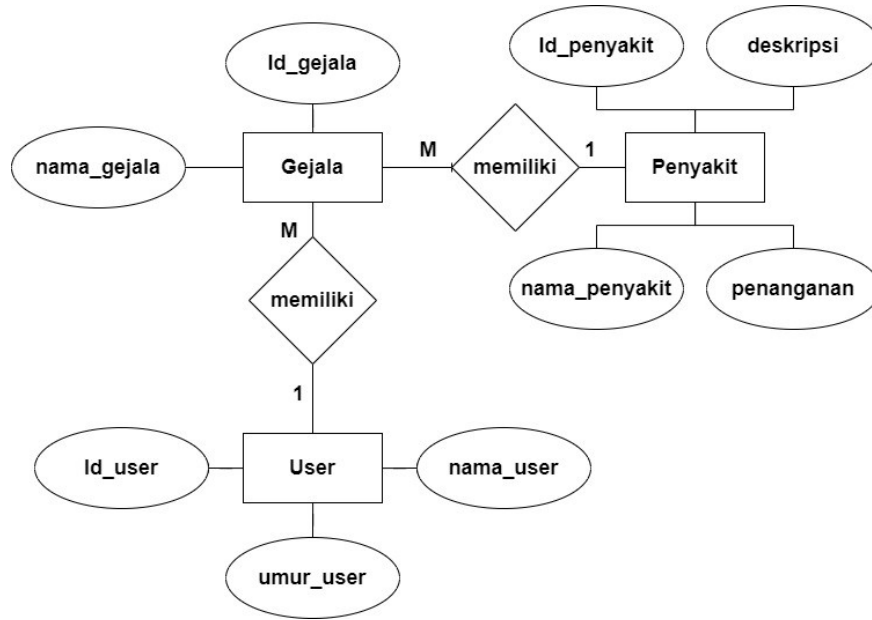 Id_penyakit
deskripsi
Id_gejala
nama_gejala
Gejala
M
memiliki
1
Penyakit
M
nama_penyakit
penanganan
memiliki
1
Id_user
User
nama_user
umur_user